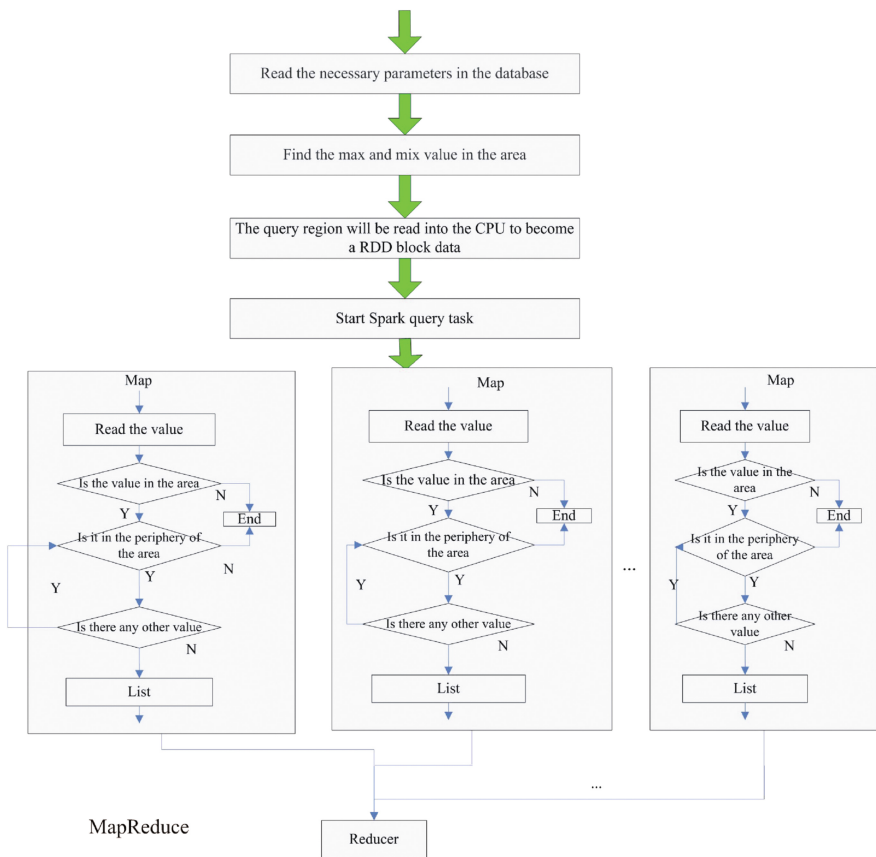 Read the necessary parameters in the database
Find the max and mix value in the area
The query region will be read into the CPU to become
a RDD block data
Start Spark query task
Map
Read the value
Is the value in the area
N
Y
End
Is it in the periphery of
the area
Y
N
Y
Is there any other value
N
List
Map
Read the value
Is the value in the area
N
Y
End
Is it in the periphery of
the area
Y
Y
Is there any other value
N
List
...
Map
Read the value
Is the value in the
area
N
Y
End
Is it in the periphery
of the area
Y
Y
Is there any other
value
N
List
...
MapReduce
Reducer